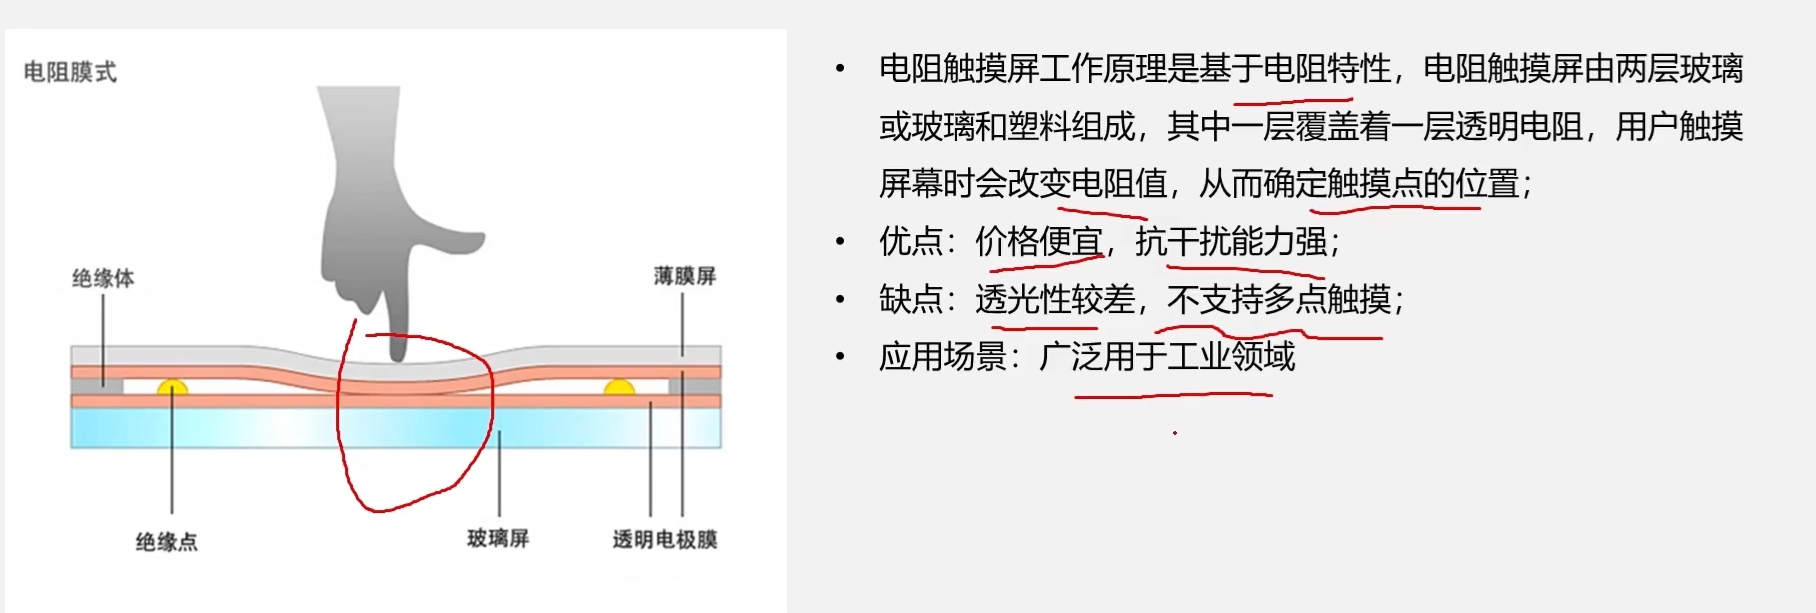 电阻膜式
绝缘体
薄膜屏
绝缘点
玻璃屏
透明电极膜
• 电阻触摸屏工作原理是基于电阻特性，电阻触摸屏由两层玻璃
或玻璃和塑料组成，其中一层覆盖着一层透明电阻，用户触摸
屏幕时会改变电阻值，从而确定触摸点的位置；
• 优点：价格便宜，抗干扰能力强；
• 缺点：透光性较差，不支持多点触摸；
• 应用场景：广泛用于工业领域